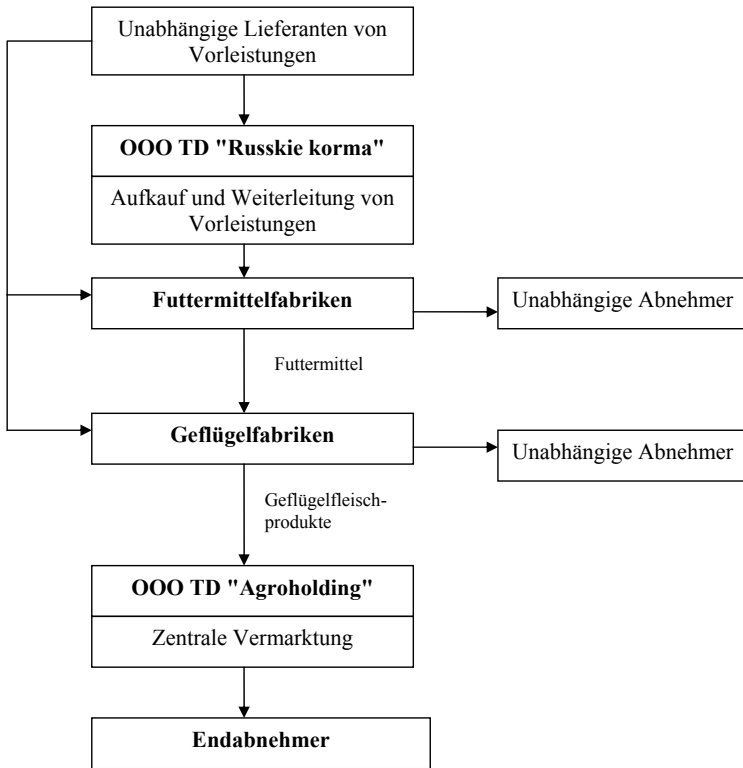 Unabhängige Lieferanten von
Vorleistungen
OOO TD "Russkie korma"
Aufkauf und Weiterleitung von
Vorleistungen
Futtermittelfabriken
Unabhängige Abnehmer
Futtermittel
Geflügelfabriken
Unabhängige Abnehmer
Geflügelfleisch-
produkte
OOO TD "Agroholding"
Zentrale Vermarktung
Endabnehmer